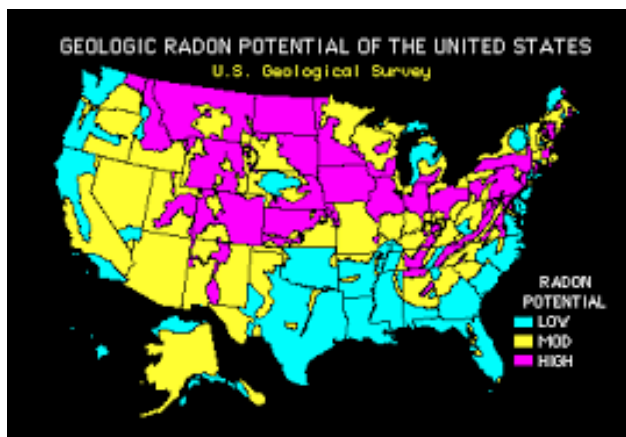 GEOLOGIC RADON POTENTIAL OF THE UNITED STATES
U.S. Geological Survey
RADON
POTENTIAL
LOW
MOD
HIGH